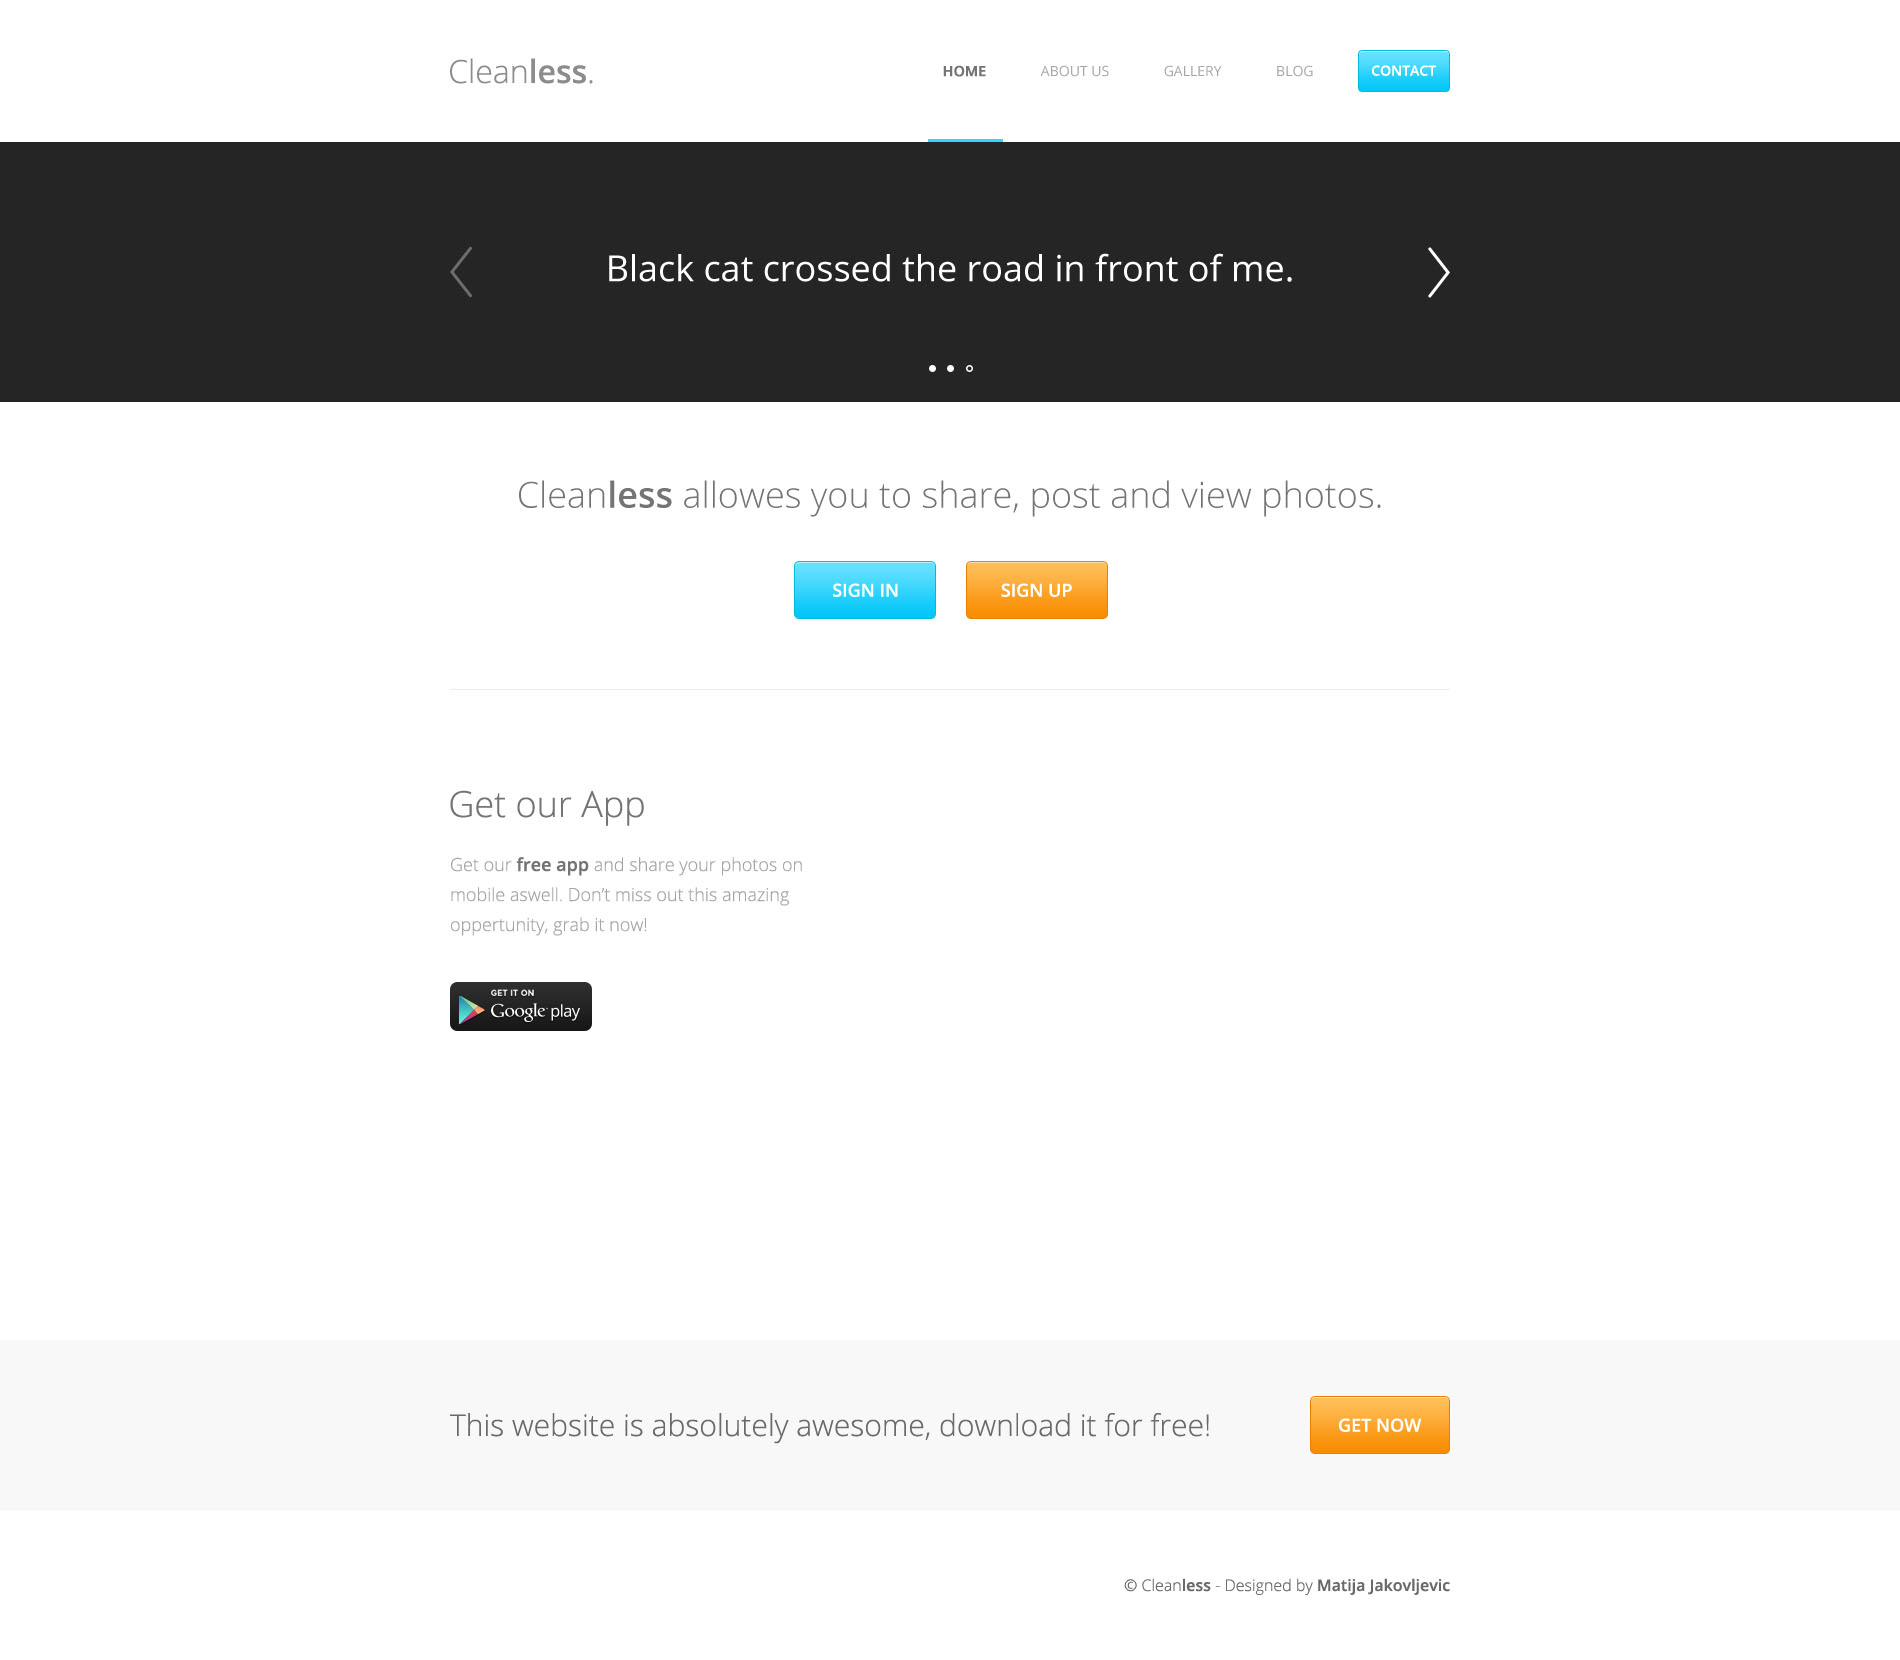 Cleanless.
HOME ABOUT US GALLERY BLOG CONTACT
Black cat crossed the road in front of me.
Cleanless allowes you to share, post and view photos.
SIGN IN SIGN UP
Get our App
Get our free app and share your photos on
mobile aswell. Don’t miss out this amazing
oppertunity, grab it now!
GET IT ON
Google play
This website is absolutely awesome, download it for free!
GET NOW
© Cleanless - Designed by Matija Jakovljevic